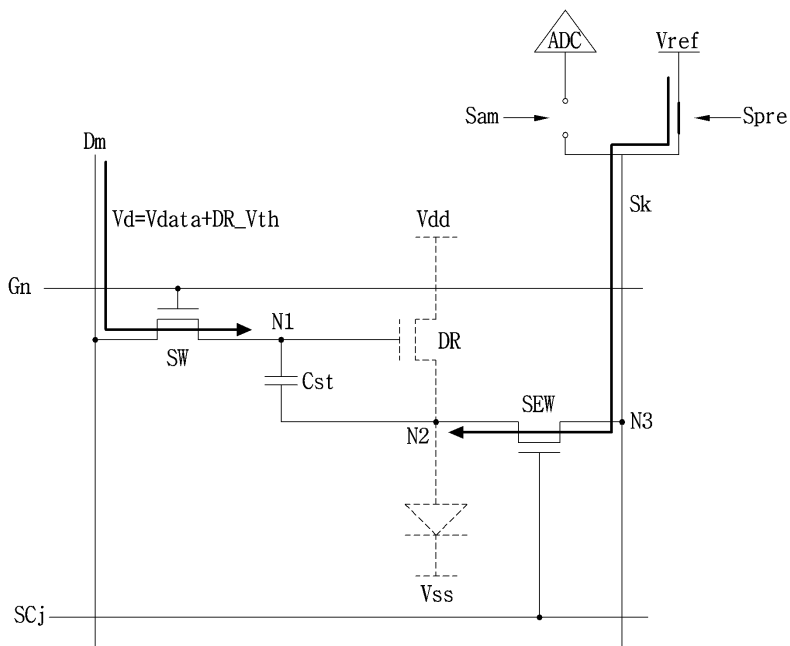 ADC
Vref
Sam
Spre
Dm
Sk
Vd=Vdata+DR_Vth
Vdd
Gn
N1
DR
SW
Cst
SEW
N2
N3
Vss
SCj